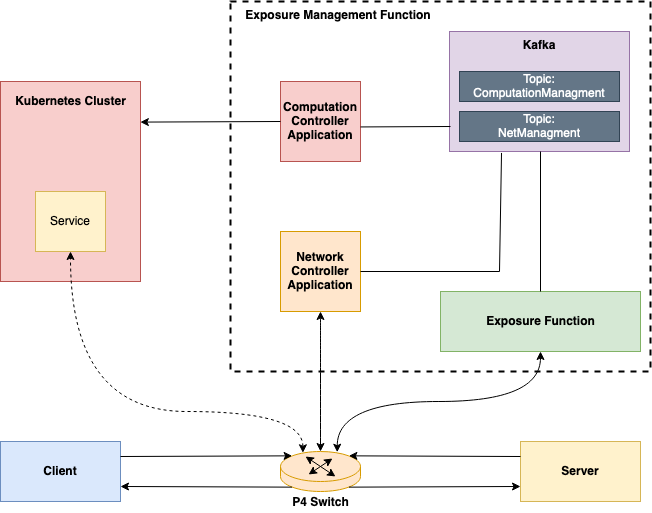 Exposure Management Function
Kafka
Topic:
ComputationManagment
Topic:
NetManagment
Kubernetes Cluster
Computation
Controller
Application
Service
Network
Controller
Application
Exposure Function
Client
Server
P4 Switch